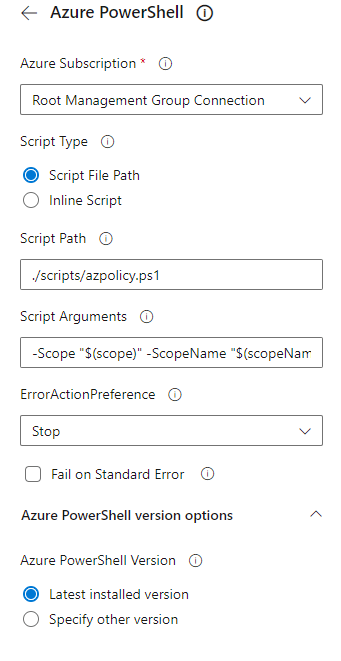 Azure PowerShell
Azure Subscription *
Root Management Group Connection
Script Type
Script File Path
Inline Script
Script Path
./scripts/azpolicy.ps1
Script Arguments
-Scope "$(scope)" -ScopeName "$(scopeNam
ErrorActionPreference
Stop
Fail on Standard Error
Azure PowerShell version options
Azure PowerShell Version
Latest installed version
Specify other version